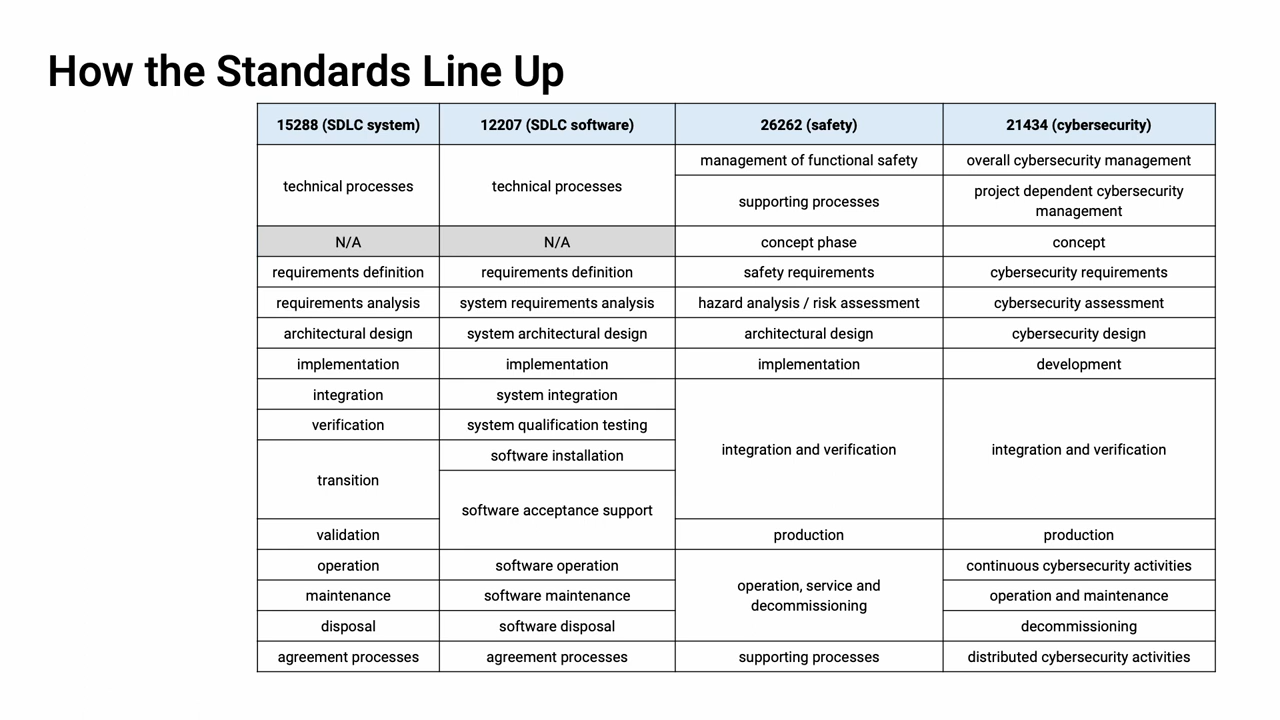 How the Standards Line Up
15288 (SDLC system) 12207 (SDLC software) 26262 (safety) 21434 (cybersecurity)
technical processes technical processes management of functional safety overall cybersecurity management
supporting processes project dependent cybersecurity
management
N/A N/A concept phase concept
requirements definition requirements definition safety requirements cybersecurity requirements
requirements analysis system requirements analysis hazard analysis / risk assessment cybersecurity assessment
architectural design system architectural design architectural design cybersecurity design
implementation implementation implementation development
integration system integration integration and verification integration and verification
verification system qualification testing
transition software installation
software acceptance support
validation production production
operation software operation operation, service and continuous cybersecurity activities
decommissioning
maintenance software maintenance operation and maintenance
disposal software disposal decommissioning
agreement processes agreement processes supporting processes distributed cybersecurity activities